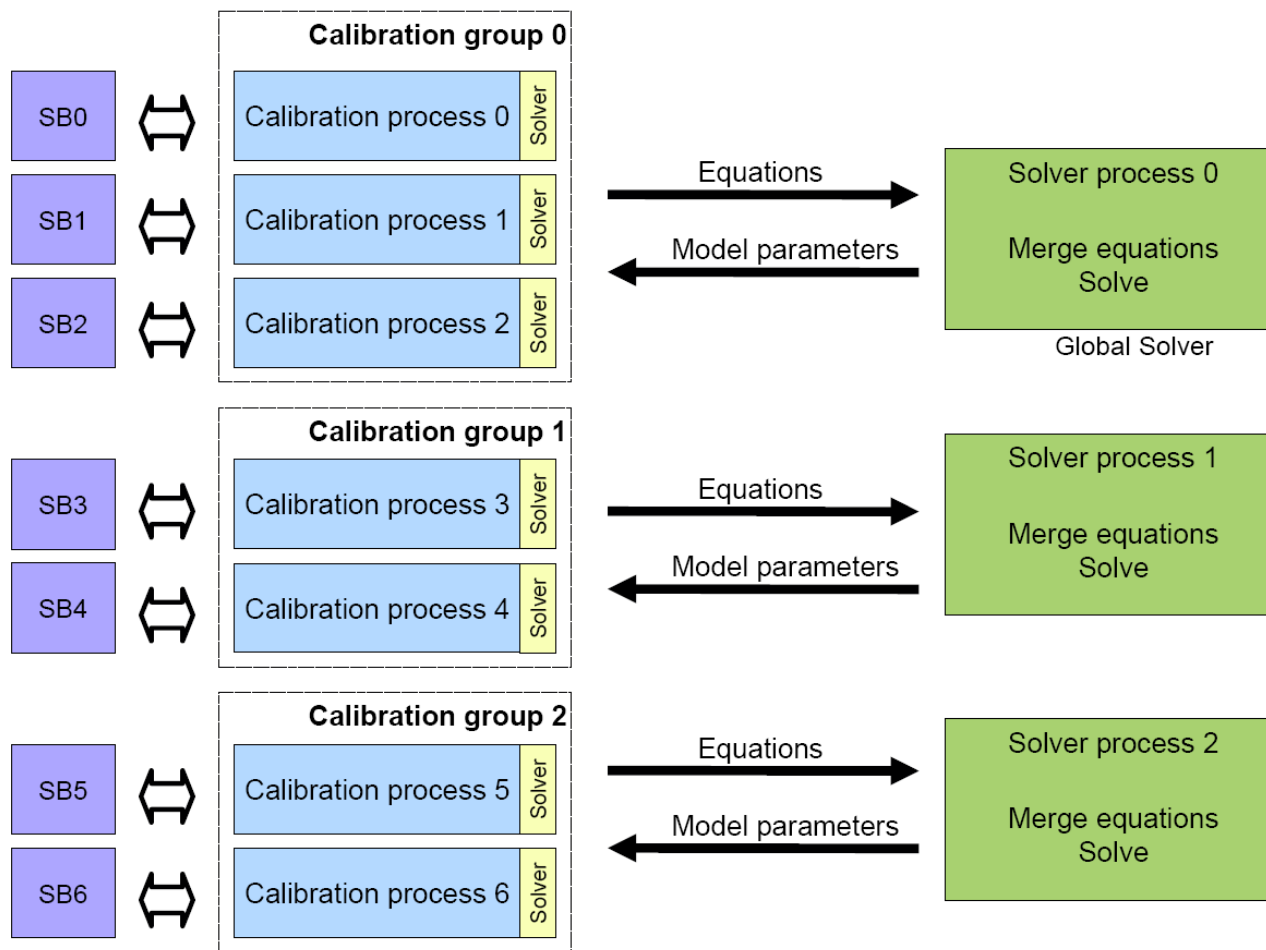 Calibration group 0
SB0
Calibration process 0
Solver
SB1
Calibration process 1
Solver
SB2
Calibration process 2
Solver
Equations
Model parameters
Solver process 0
Merge equations
Solve
Global Solver
Calibration group 1
SB3
Calibration process 3
Solver
SB4
Calibration process 4
Solver
Equations
Model parameters
Solver process 1
Merge equations
Solve
Calibration group 2
SB5
Calibration process 5
Solver
SB6
Calibration process 6
Solver
Equations
Model parameters
Solver process 2
Merge equations
Solve